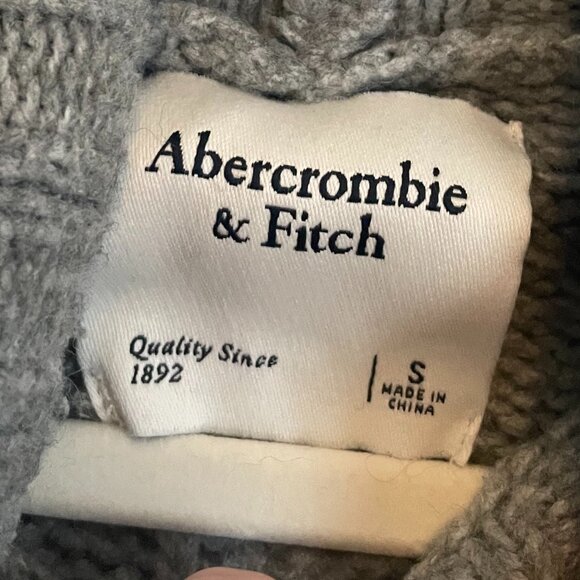 Abercrombie
& Fitch
Quality Since
1892
S
MADE IN
CHINA